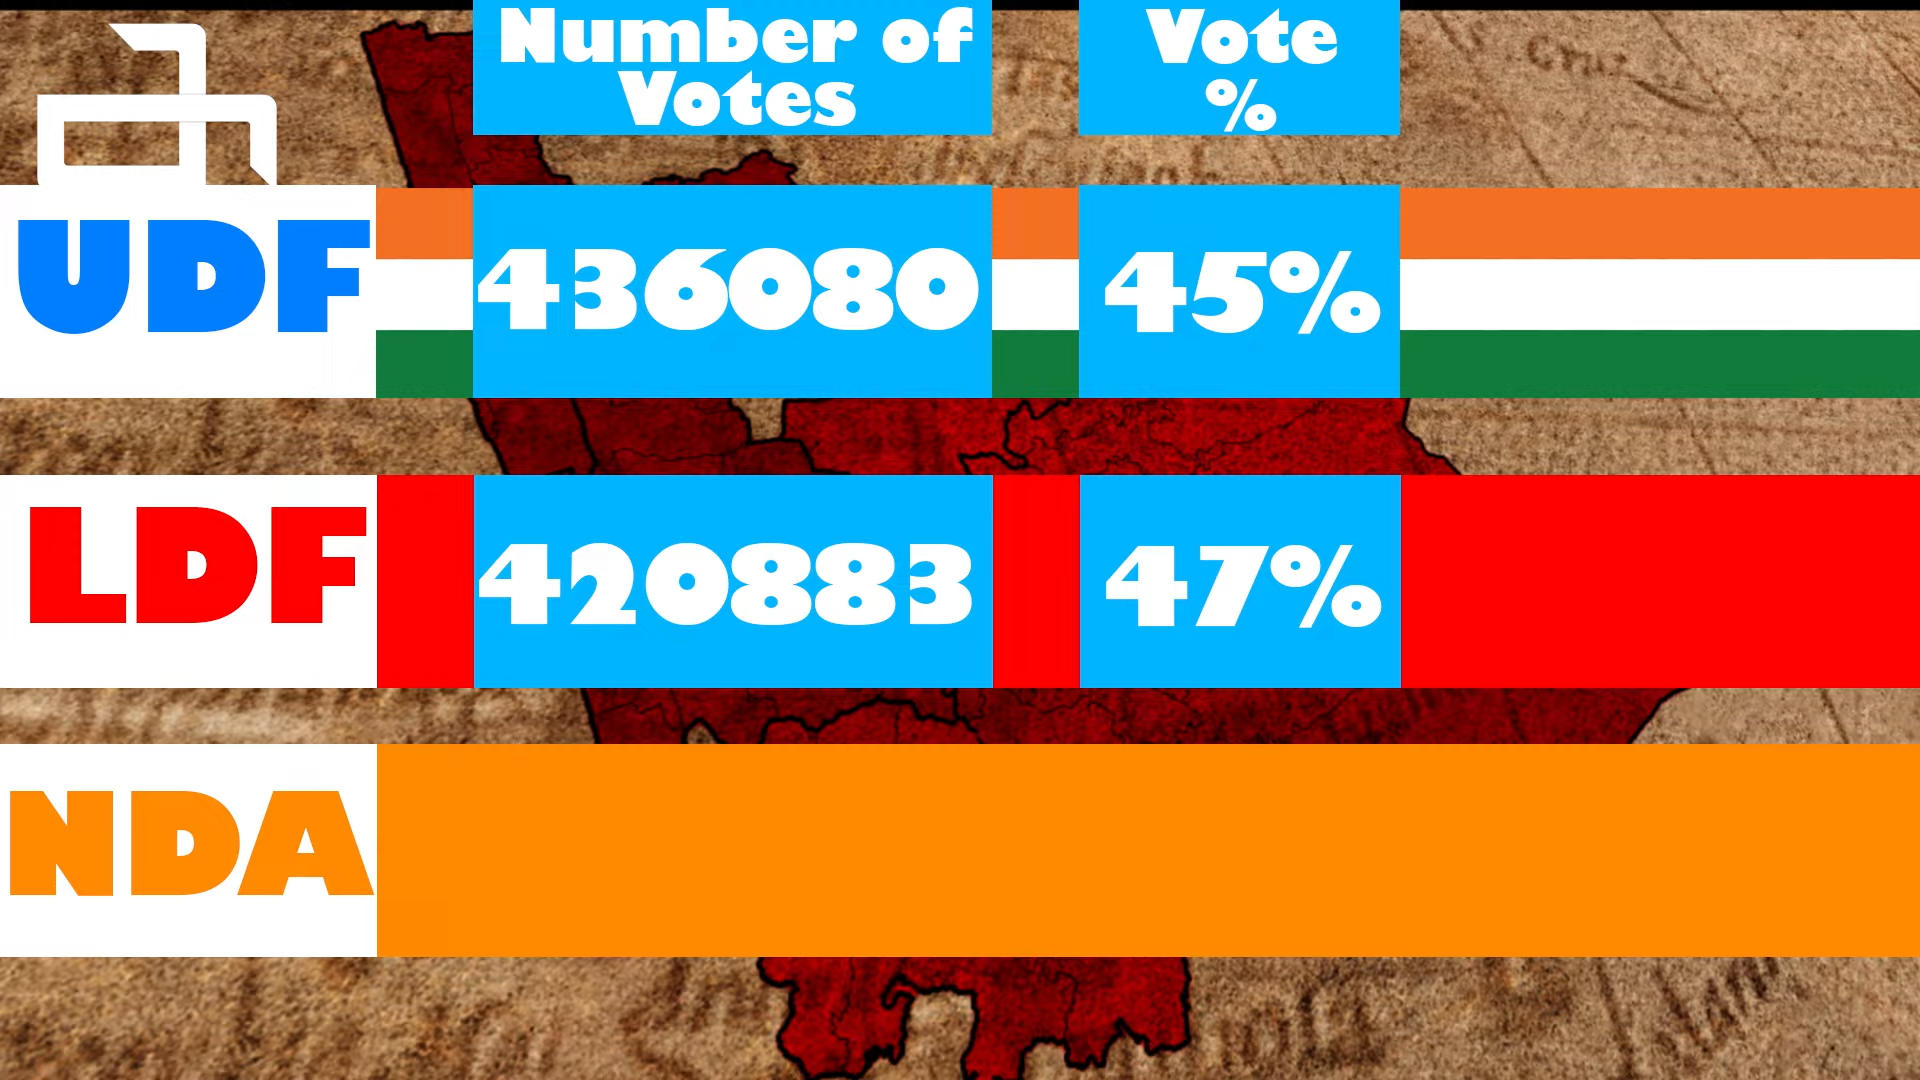 Number of
Votes
Vote
%
UDF
436080
45%
LDF
420883
47%
NDA